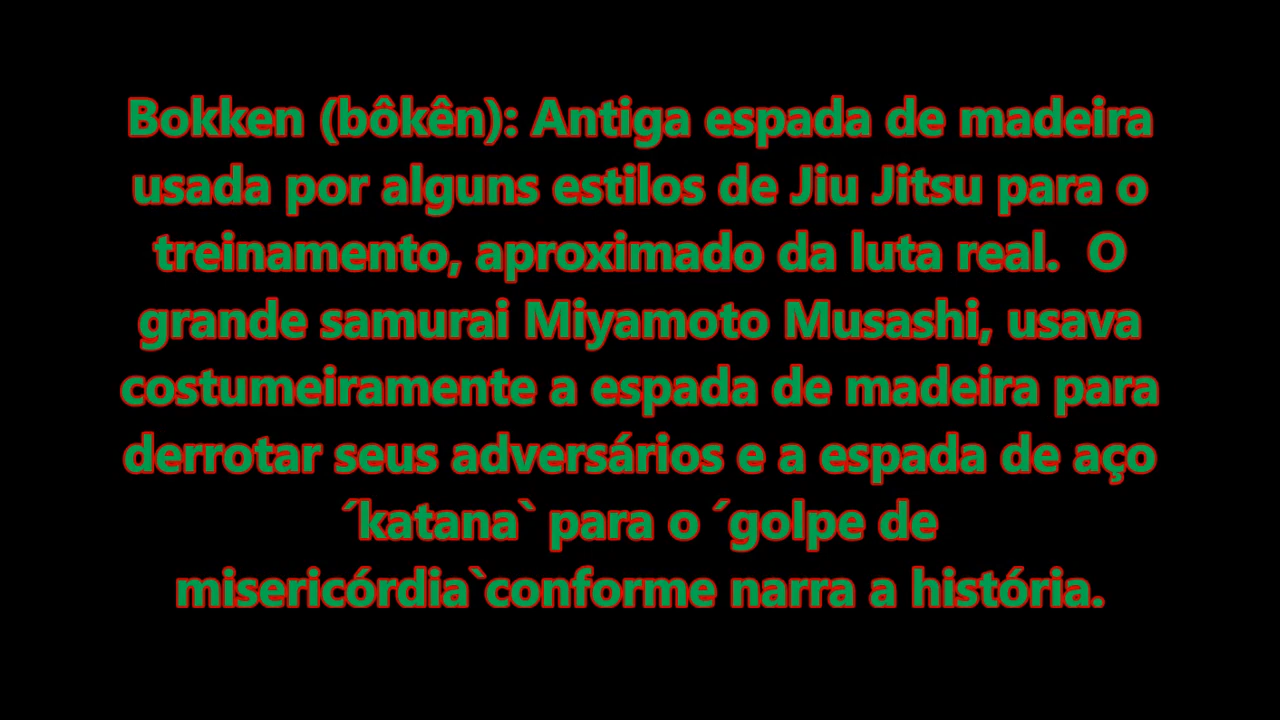 Bokken (bôkên): Antiga espada de madeira
usada por alguns estilos de Jiu Jitsu para o
treinamento, aproximado da luta real.  O
grande samurai Miyamoto Musashi, usava
costumeiramente a espada de madeira para
derrotar seus adversários e a espada de aço
´katana` para o ´golpe de
misericórdia`conforme narra a história.